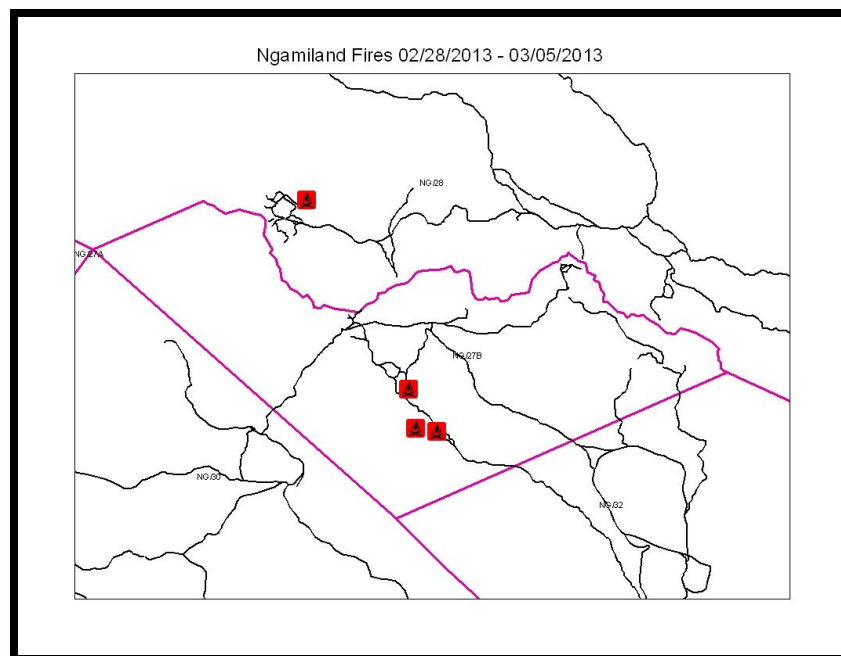 Ngamiland Fires 02/28/2013 - 03/05/2013
NG/28
NG/27A
NG/27B
NG/30
NG/32